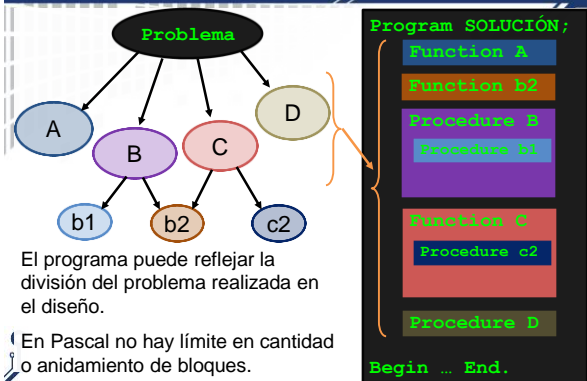 Problema
A
B
C
D
b1
b2
c2
El programa puede reflejar la
división del problema realizada en
el diseño.
En Pascal no hay límite en cantidad
o anidamiento de bloques.
Program SOLUCIÓN;
Function A
Function b2
Procedure B
Procedure b1
Function C
Procedure c2
Procedure D
Begin … End.